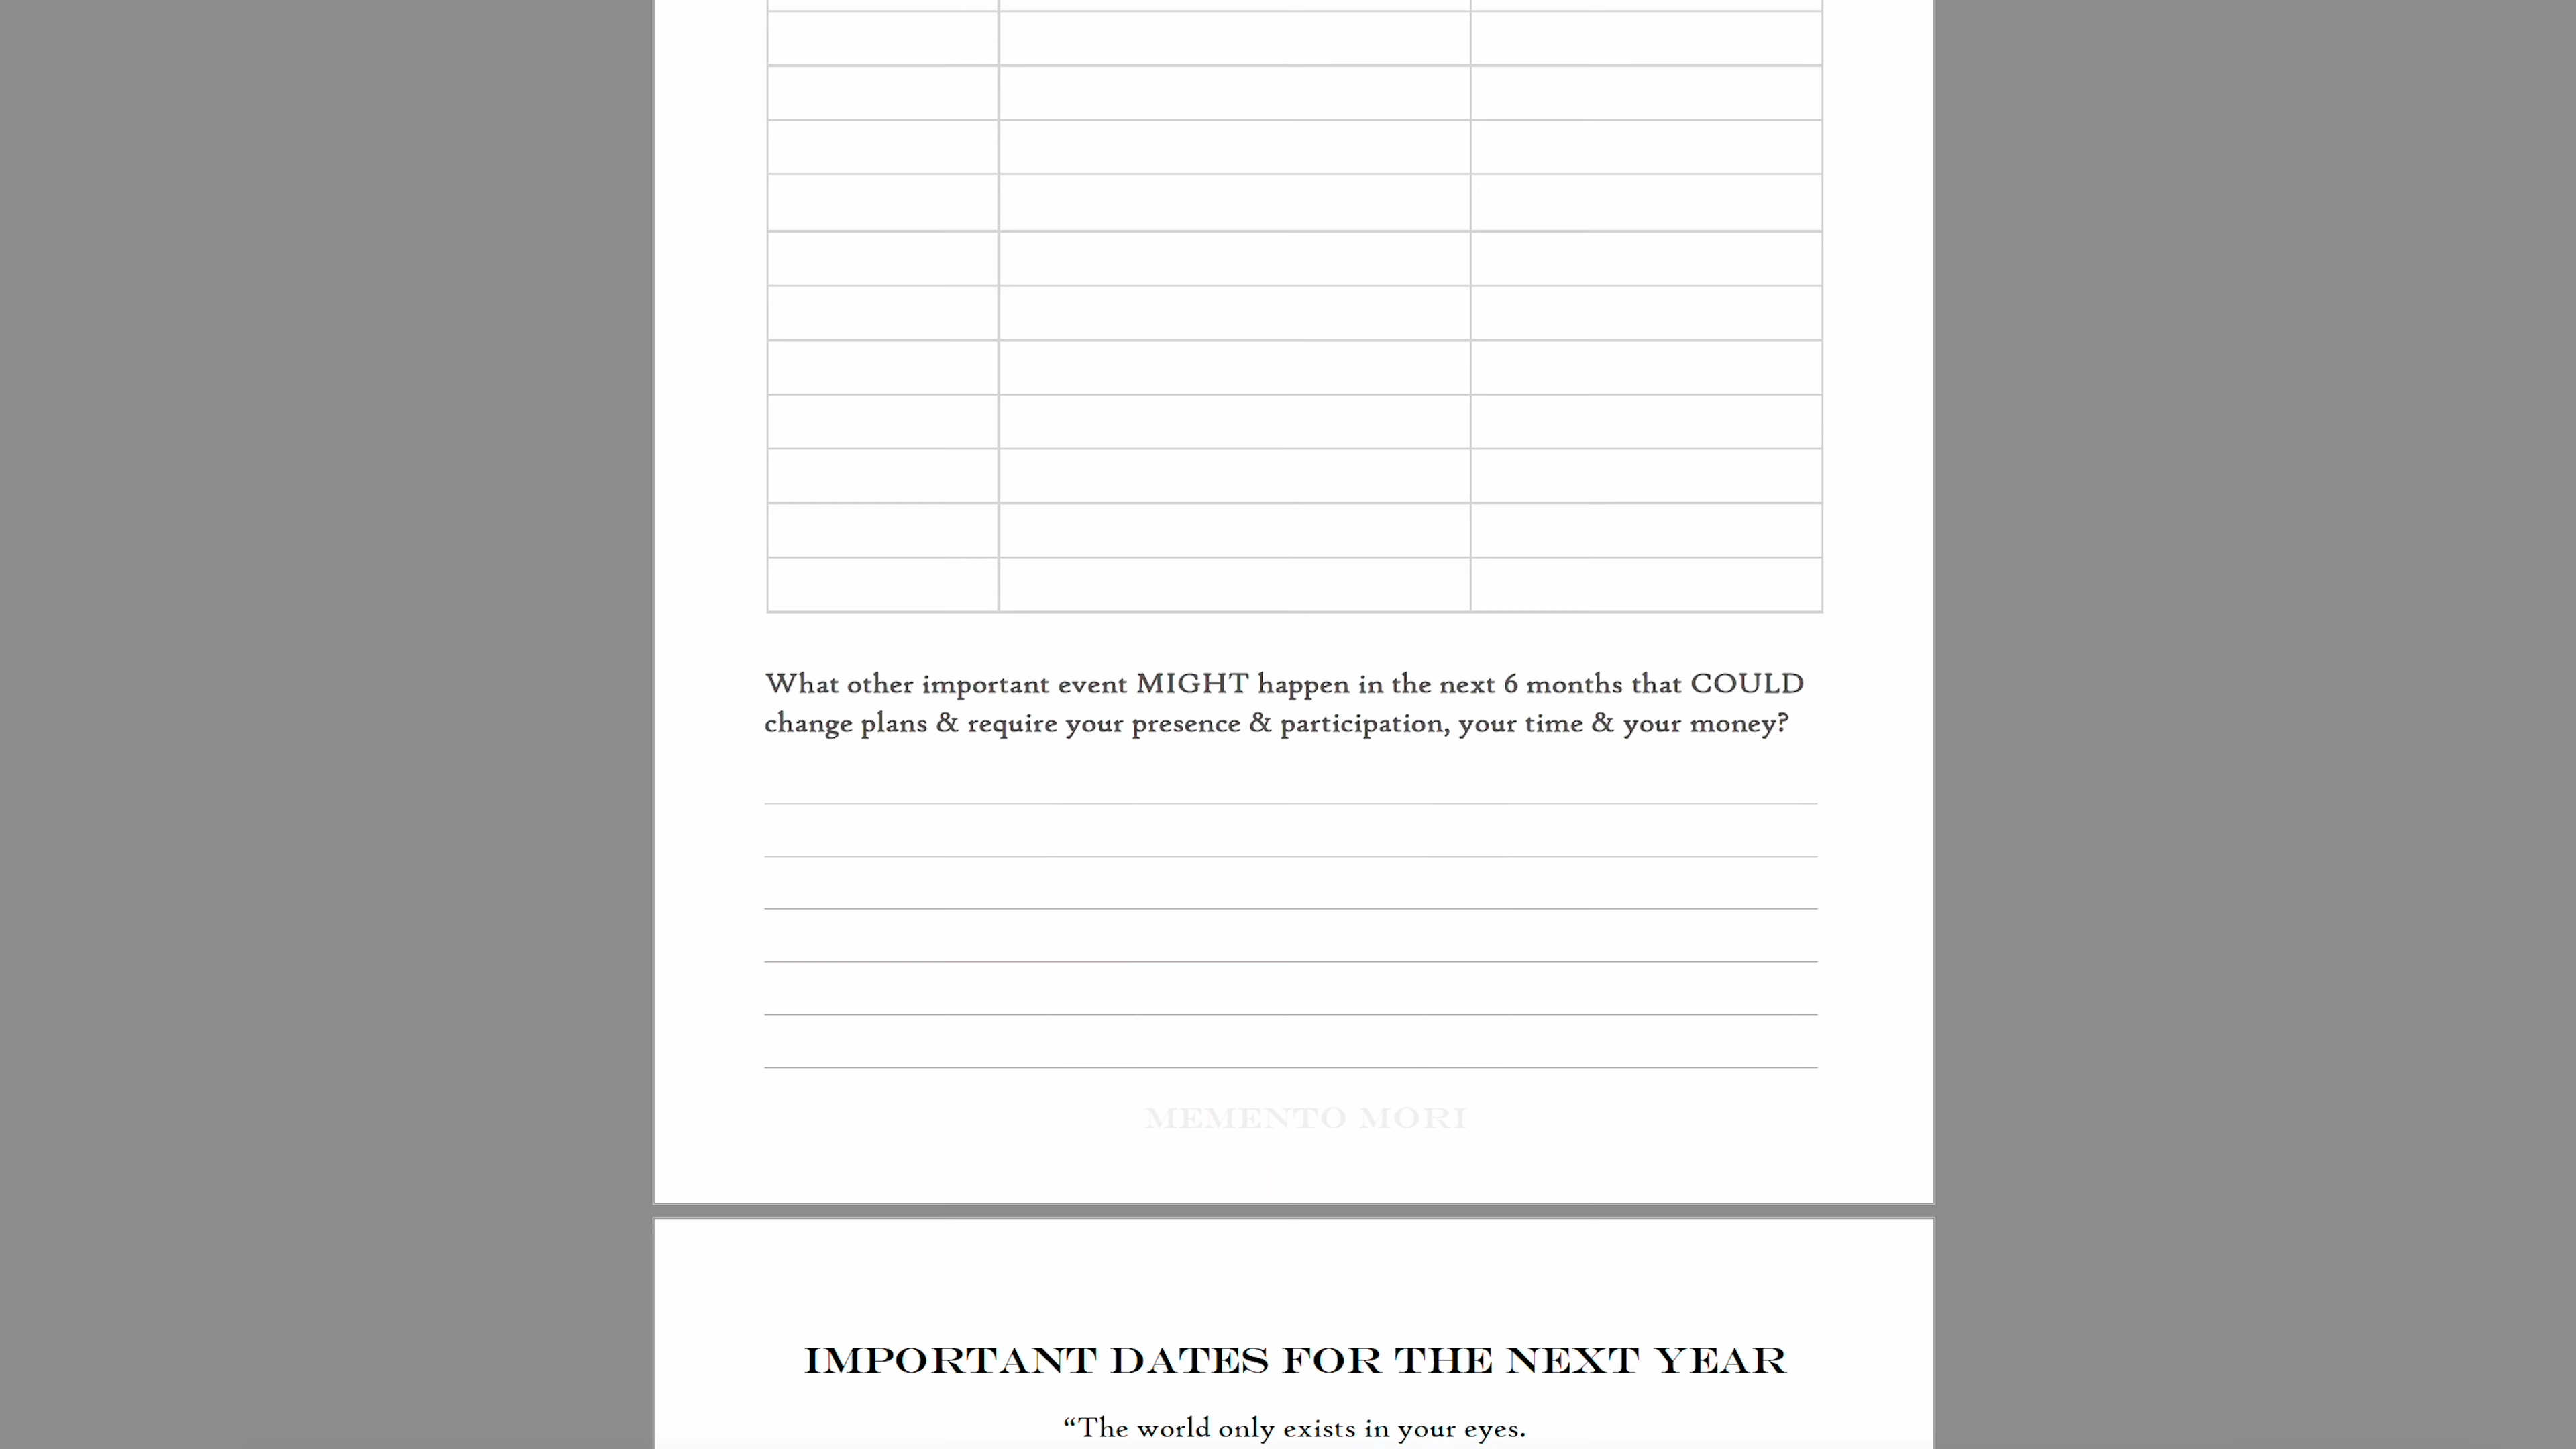 What other important event MIGHT happen in the next 6 months that COULD
change plans & require your presence & participation, your time & your money?
MEMENTO MORI
IMPORTANT DATES FOR THE NEXT YEAR
“The world only exists in your eyes.